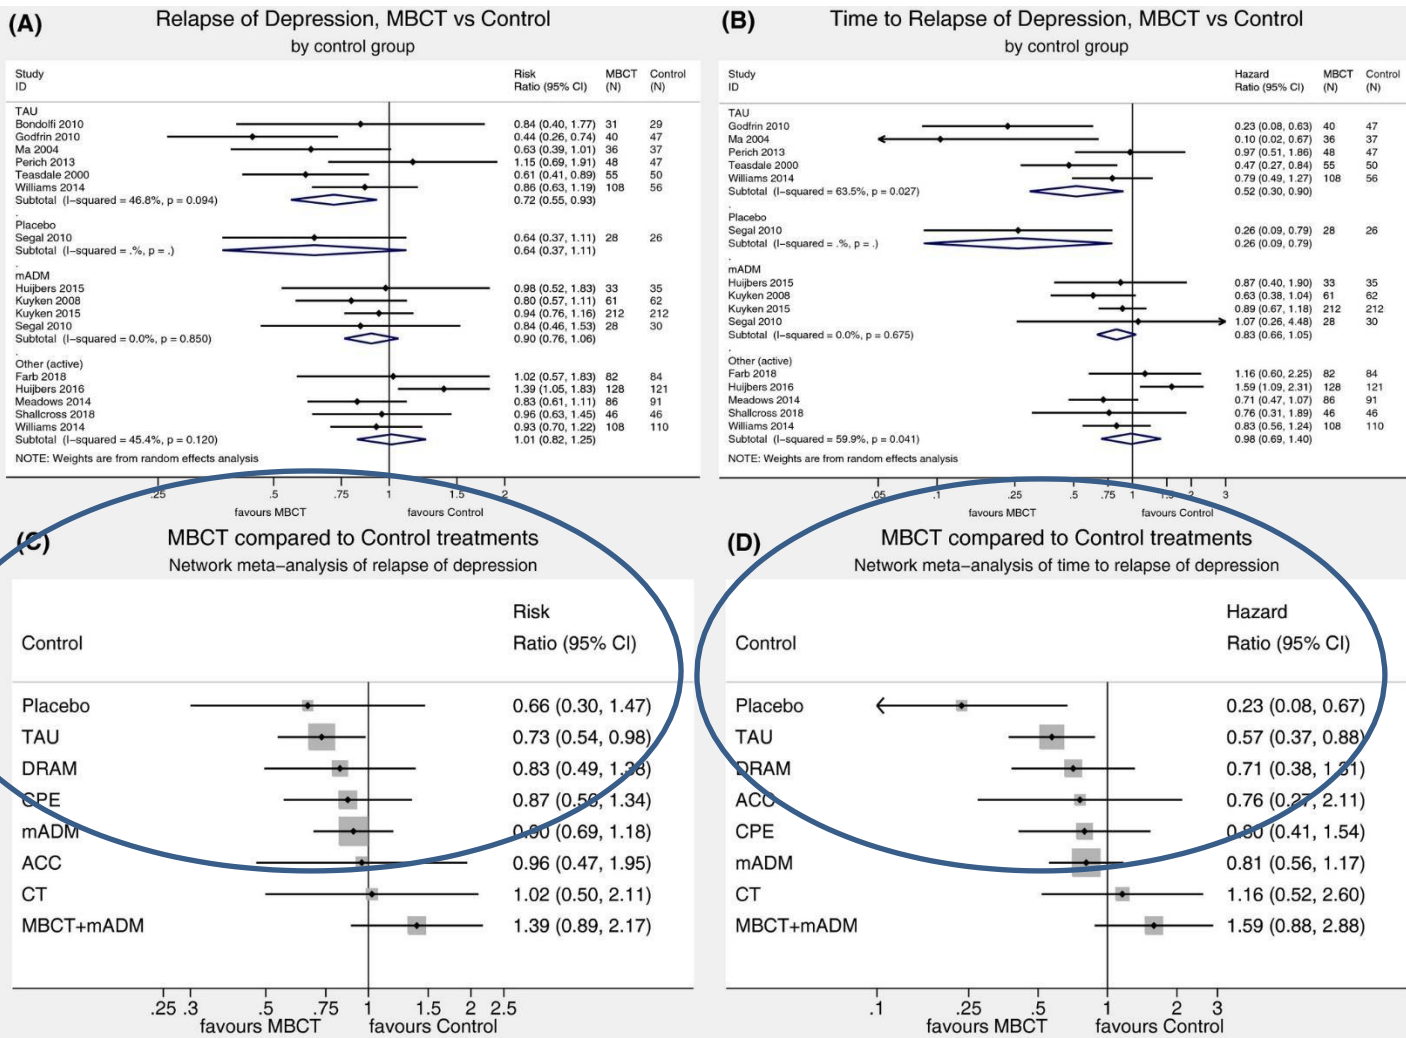 (A) Relapse of Depression, MBCT vs Control
by control group
Study Risk MBCT Control
ID Ratio (95% CI) (N) (N)
TAU
Bondolfi 2010 0.84 (0.40, 1.77) 31 29
Godfrin 2010 0.44 (0.26, 0.74) 40 47
Ma 2004 0.63 (0.39, 1.01) 36 37
Perich 2013 1.15 (0.69, 1.91) 48 47
Teasdale 2000 0.61 (0.41, 0.89) 55 50
Williams 2014 0.86 (0.63, 1.19) 108 56
Subtotal (I-squared = 46.8%, p = 0.094) 0.72 (0.55, 0.93)
.
Placebo
Segal 2010 0.64 (0.37, 1.11) 28 26
Subtotal (I-squared = .%, p = .) 0.64 (0.37, 1.11)
.
mADM
Huijbers 2015 0.98 (0.52, 1.83) 33 35
Kuyken 2008 0.80 (0.57, 1.11) 61 62
Kuyken 2015 0.94 (0.76, 1.16) 212 212
Segal 2010 0.84 (0.46, 1.53) 28 30
Subtotal (I-squared = 0.0%, p = 0.850) 0.90 (0.76, 1.06)
.
Other (active)
Farb 2018 1.02 (0.57, 1.83) 82 84
Huijbers 2016 1.39 (1.05, 1.83) 128 121
Meadows 2014 0.83 (0.61, 1.11) 86 91
Shallcross 2018 0.96 (0.63, 1.45) 46 46
Williams 2014 0.93 (0.70, 1.22) 108 110
Subtotal (I-squared = 45.4%, p = 0.120) 1.01 (0.82, 1.25)
NOTE: Weights are from random effects analysis
.25 .5 .75 1 1.5 2
favours MBCT favours Control
(B) Time to Relapse of Depression, MBCT vs Control
by control group
Study Hazard MBCT Control
ID Ratio (95% CI) (N) (N)
TAU
Godfrin 2010 0.23 (0.08, 0.63) 40 47
Ma 2004 0.10 (0.02, 0.67) 36 37
Perich 2013 0.97 (0.51, 1.86) 48 47
Teasdale 2000 0.47 (0.27, 0.84) 55 50
Williams 2014 0.79 (0.49, 1.27) 108 56
Subtotal (I-squared = 63.5%, p = 0.027) 0.52 (0.30, 0.90)
.
Placebo
Segal 2010 0.26 (0.09, 0.79) 28 26
Subtotal (I-squared = .%, p = .) 0.26 (0.09, 0.79)
.
mADM
Huijbers 2015 0.87 (0.40, 1.90) 33 35
Kuyken 2008 0.63 (0.38, 1.04) 61 62
Kuyken 2015 0.89 (0.67, 1.18) 212 212
Segal 2010 1.07 (0.26, 4.48) 28 30
Subtotal (I-squared = 0.0%, p = 0.675) 0.83 (0.66, 1.05)
.
Other (active)
Farb 2018 1.16 (0.60, 2.25) 82 84
Huijbers 2016 1.59 (1.09, 2.31) 128 121
Meadows 2014 0.71 (0.47, 1.07) 86 91
Shallcross 2018 0.76 (0.31, 1.89) 46 46
Williams 2014 0.83 (0.56, 1.24) 108 110
Subtotal (I-squared = 59.9%, p = 0.041) 0.98 (0.69, 1.40)
NOTE: Weights are from random effects analysis
.05 .1 .25 .5 .75 1 1.5 2 3
favours MBCT favours Control
(C) MBCT compared to Control treatments
Network meta-analysis of relapse of depression
Risk
Control Ratio (95% CI)
Placebo 0.66 (0.30, 1.47)
TAU 0.73 (0.54, 0.98)
DRAM 0.83 (0.49, 1.38)
CPE 0.87 (0.56, 1.34)
mADM 0.90 (0.69, 1.18)
ACC 0.96 (0.47, 1.95)
CT 1.02 (0.50, 2.11)
MBCT+mADM 1.39 (0.89, 2.17)
.25 .3 .5 .75 1 1.5 2 2.5
favours MBCT favours Control
(D) MBCT compared to Control treatments
Network meta-analysis of time to relapse of depression
Hazard
Control Ratio (95% CI)
Placebo 0.23 (0.08, 0.67)
TAU 0.57 (0.37, 0.88)
DRAM 0.71 (0.38, 1.31)
ACC 0.76 (0.27, 2.11)
CPE 0.80 (0.41, 1.54)
mADM 0.81 (0.56, 1.17)
CT 1.16 (0.52, 2.60)
MBCT+mADM 1.59 (0.88, 2.88)
.1 .25 .5 1 2 3
favours MBCT favours Control